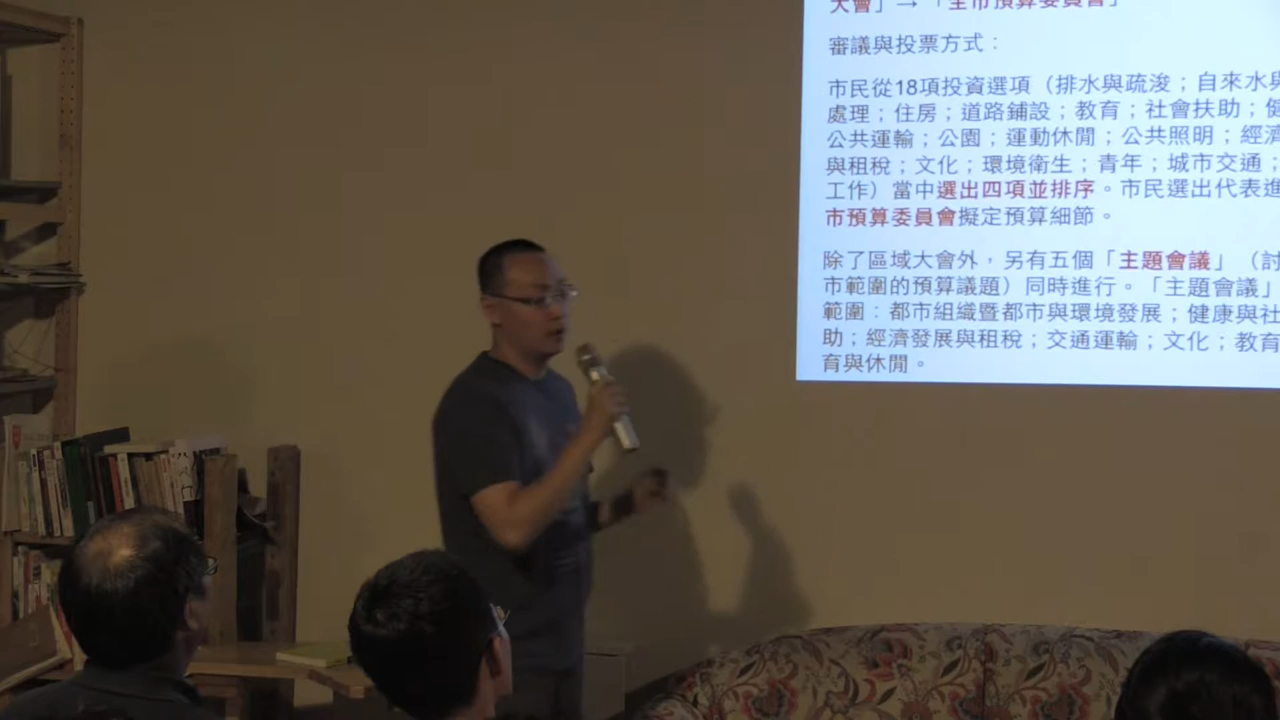 大會」→「全市預算委員會」
審議與投票方式：
市民從18項投資選項（排水與疏浚；自來水與
處理；住房；道路鋪設；教育；社會扶助；健
公共運輸；公園；運動休閒；公共照明；經濟
與租稅；文化；環境衛生；青年；城市交通；
工作）當中選出四項並排序。市民選出代表進
市預算委員會擬定預算細節。
除了區域大會外，另有五個「主題會議」（討
市範圍的預算議題）同時進行。「主題會議」
範圍：都市組織暨都市與環境發展；健康與社
助；經濟發展與租稅；交通運輸；文化；教育
育與休閒。